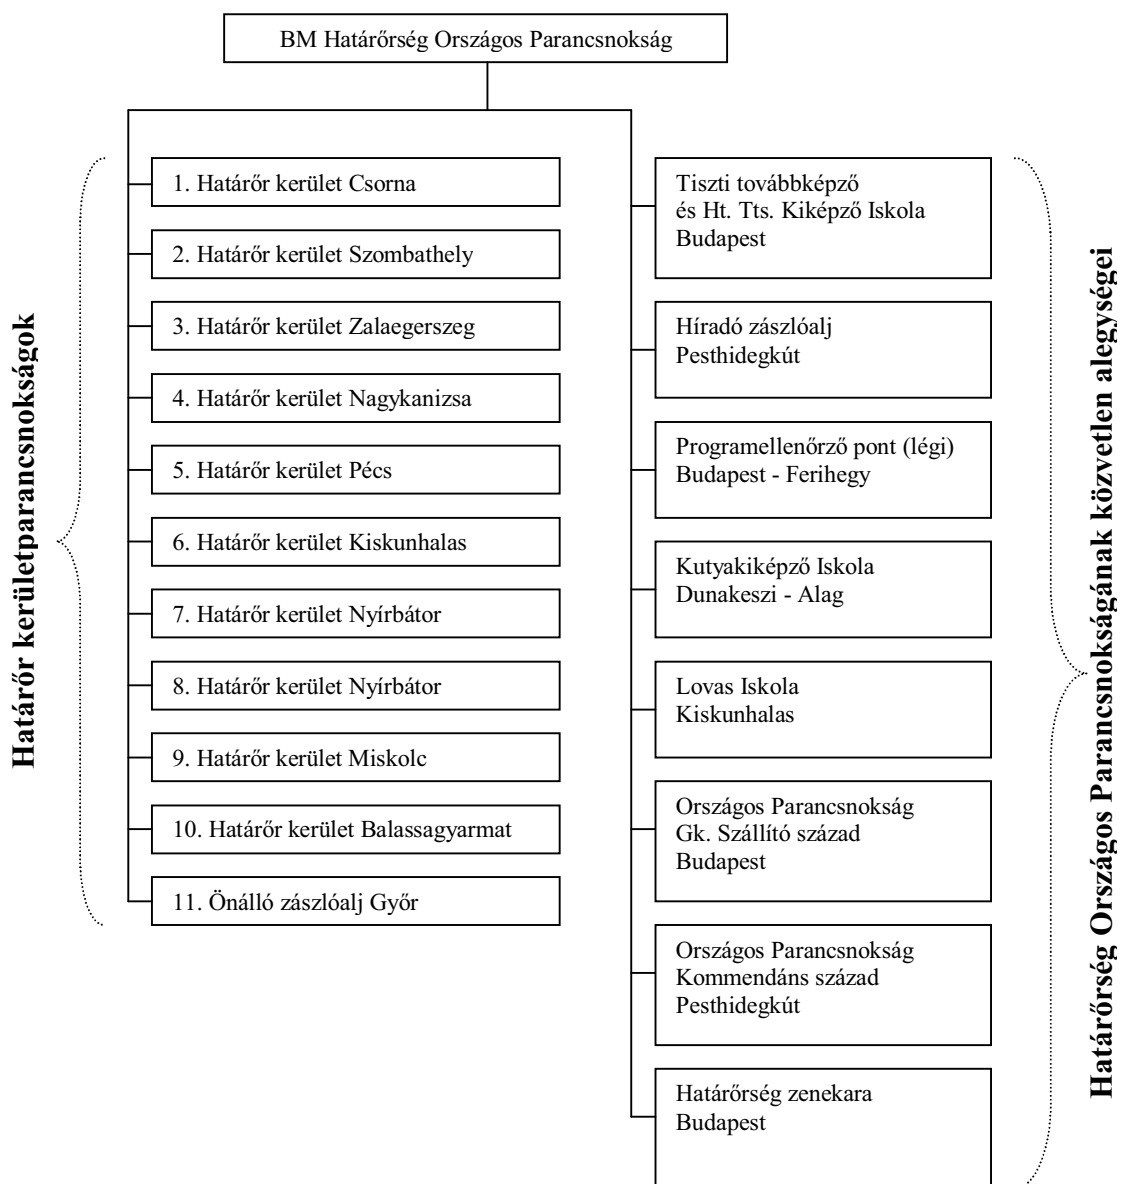 BM Határőrség Országos Parancsnokság
Határőr kerületparancsnokságok
1. Határőr kerület Csorna
2. Határőr kerület Szombathely
3. Határőr kerület Zalaegerszeg
4. Határőr kerület Nagykanizsa
5. Határőr kerület Pécs
6. Határőr kerület Kiskunhalas
7. Határőr kerület Nyírbátor
8. Határőr kerület Nyírbátor
9. Határőr kerület Miskolc
10. Határőr kerület Balassagyarmat
11. Önálló zászlóalj Győr
Tiszti továbbképző
és Ht. Tts. Kiképző Iskola
Budapest
Híradó zászlóalj
Pesthidegkút
Programellenőrző pont (légi)
Budapest - Ferihegy
Kutyakiképző Iskola
Dunakeszi - Alag
Lovas Iskola
Kiskunhalas
Országos Parancsnokság
Gk. Szállító század
Budapest
Országos Parancsnokság
Kommendáns század
Pesthidegkút
Határőrség zenekara
Budapest
Határőrség Országos Parancsnokságának közvetlen alegységei